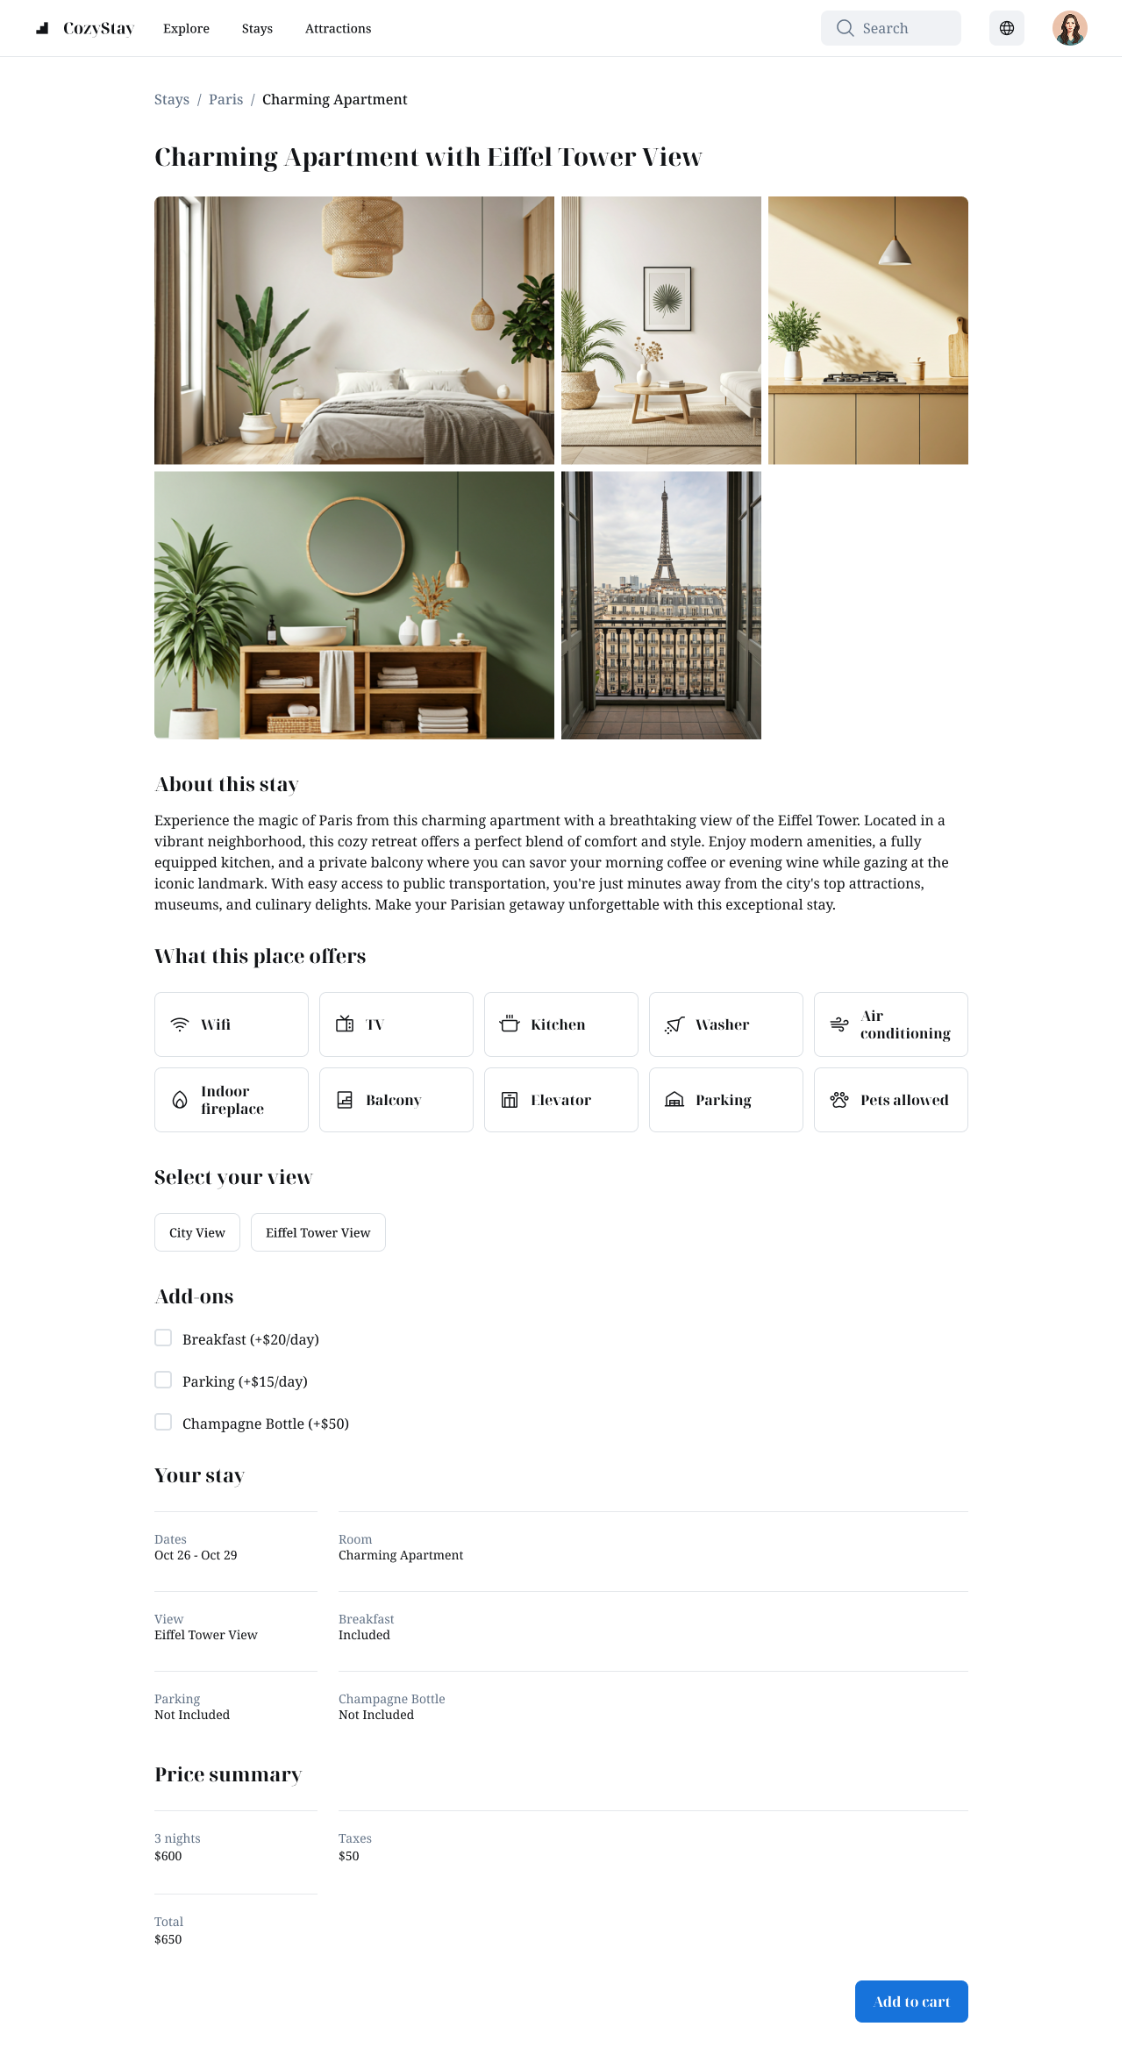 CozyStay Explore Stays Attractions Search
Stays / Paris / Charming Apartment
Charming Apartment with Eiffel Tower View
About this stay
Experience the magic of Paris from this charming apartment with a breathtaking view of the Eiffel Tower. Located in a
vibrant neighborhood, this cozy retreat offers a perfect blend of comfort and style. Enjoy modern amenities, a fully
equipped kitchen, and a private balcony where you can savor your morning coffee or evening wine while gazing at the
iconic landmark. With easy access to public transportation, you're just minutes away from the city's top attractions,
museums, and culinary delights. Make your Parisian getaway unforgettable with this exceptional stay.
What this place offers
Wifi
TV
Kitchen
Washer
Air
conditioning
Indoor
fireplace
Balcony
Elevator
Parking
Pets allowed
Select your view
City View
Eiffel Tower View
Add-ons
Breakfast (+$20/day)
Parking (+$15/day)
Champagne Bottle (+$50)
Your stay
Dates
Oct 26 - Oct 29
Room
Charming Apartment
View
Eiffel Tower View
Breakfast
Included
Parking
Not Included
Champagne Bottle
Not Included
Price summary
3 nights
$600
Taxes
$50
Total
$650
Add to cart